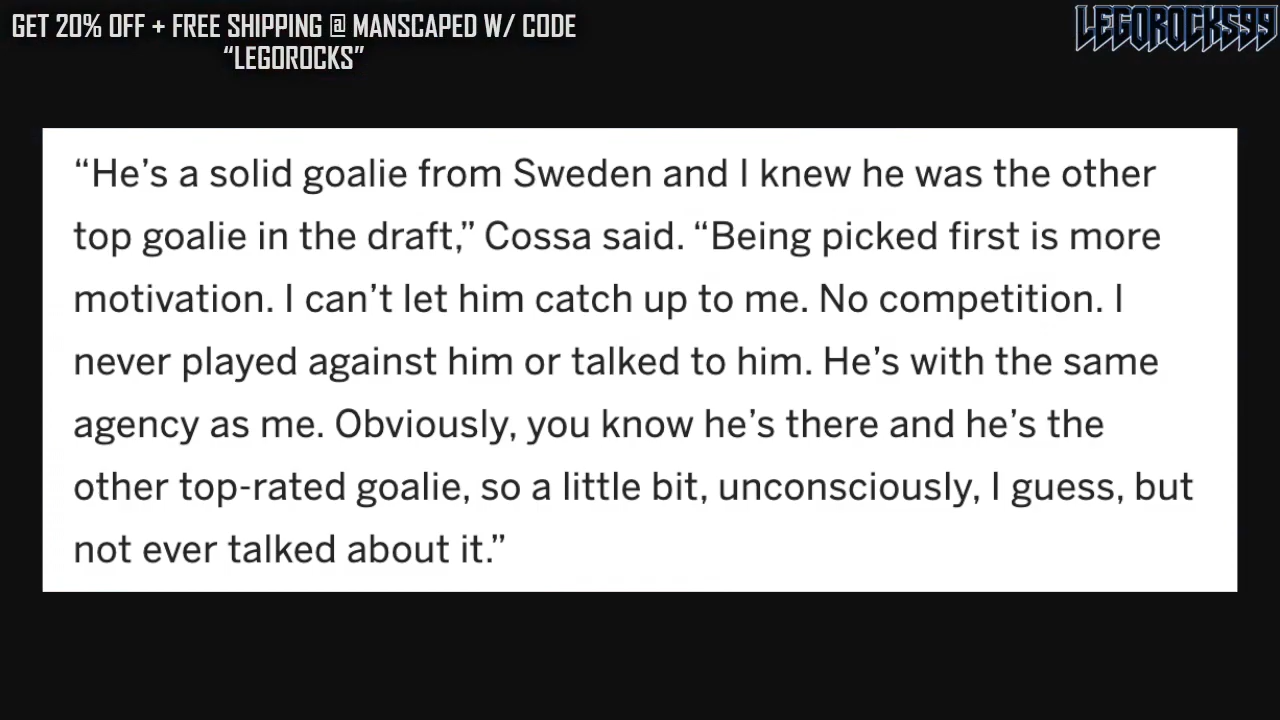 GET 20% OFF + FREE SHIPPING @ MANSCAPED W/ CODE
“LEGOROCKS”
LEGOROCKS99
“He’s a solid goalie from Sweden and I knew he was the other
top goalie in the draft,” Cossa said. “Being picked first is more
motivation. I can’t let him catch up to me. No competition. I
never played against him or talked to him. He’s with the same
agency as me. Obviously, you know he’s there and he’s the
other top-rated goalie, so a little bit, unconsciously, I guess, but
not ever talked about it.”